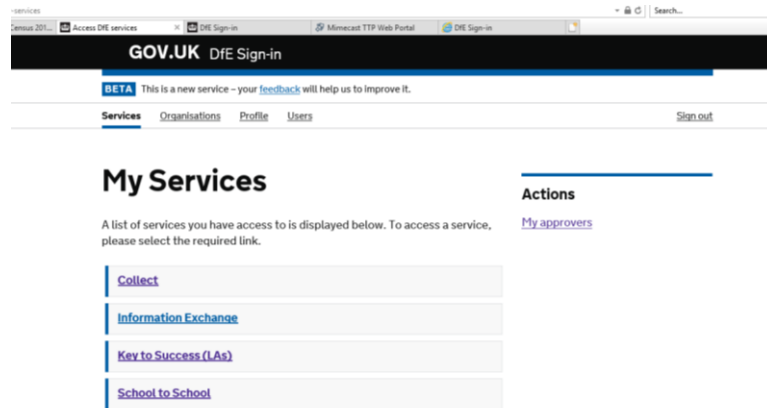 -services
Search...
Census 201...
Access DfE services
DfE Sign-in
Mimecast TTP Web Portal
DfE Sign-in
GOV.UK DfE Sign-in
BETA This is a new service – your feedback will help us to improve it.
Services Organisations Profile Users Sign out
My Services
Actions
My approvers
A list of services you have access to is displayed below. To access a service,
please select the required link.
Collect
Information Exchange
Key to Success (LAs)
School to School